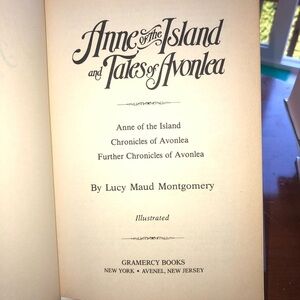 Anne of the Island
and Tales of Avonlea
Anne of the Island
Chronicles of Avonlea
Further Chronicles of Avonlea
By Lucy Maud Montgomery
Illustrated
GRAMERCY BOOKS
NEW YORK • AVENEL, NEW JERSEY